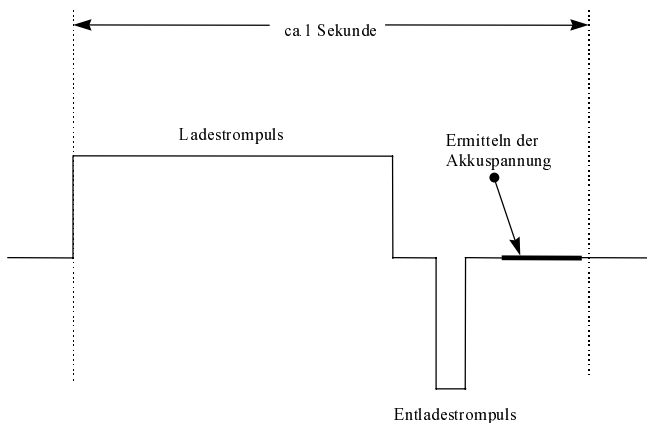 ca.1 Sekunde
Ladestrompuls
Ermitteln der
Akkuspannung
Entladestrompuls